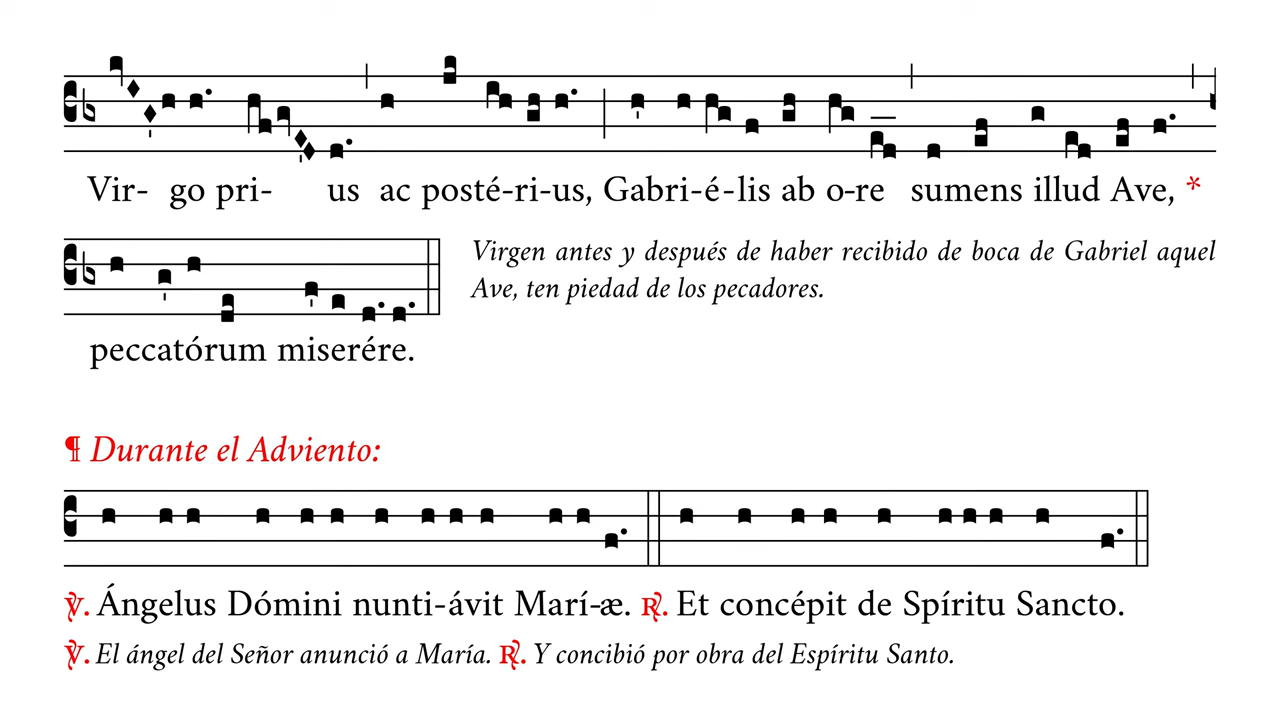 Vir- go pri- us ac posté-ri-us, Gabri-é-lis ab o-re sumens illud Ave, *
Virgen antes y después de haber recibido de boca de Gabriel aquel
Ave, ten piedad de los pecadores.
peccatórum miserére.
¶ Durante el Adviento:
℣. Ángelus Dómini nunti-ávit Marí-æ. ℟. Et concépit de Spíritu Sancto.
℣. El ángel del Señor anunció a María. ℟. Y concibió por obra del Espíritu Santo.